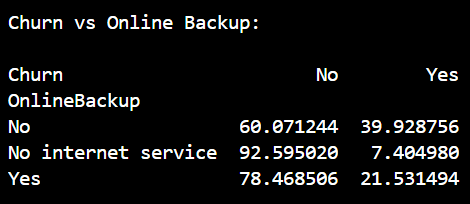 Churn vs Online Backup:
Churn No Yes
OnlineBackup
No 60.071244 39.928756
No internet service 92.595020 7.404980
Yes 78.468506 21.531494